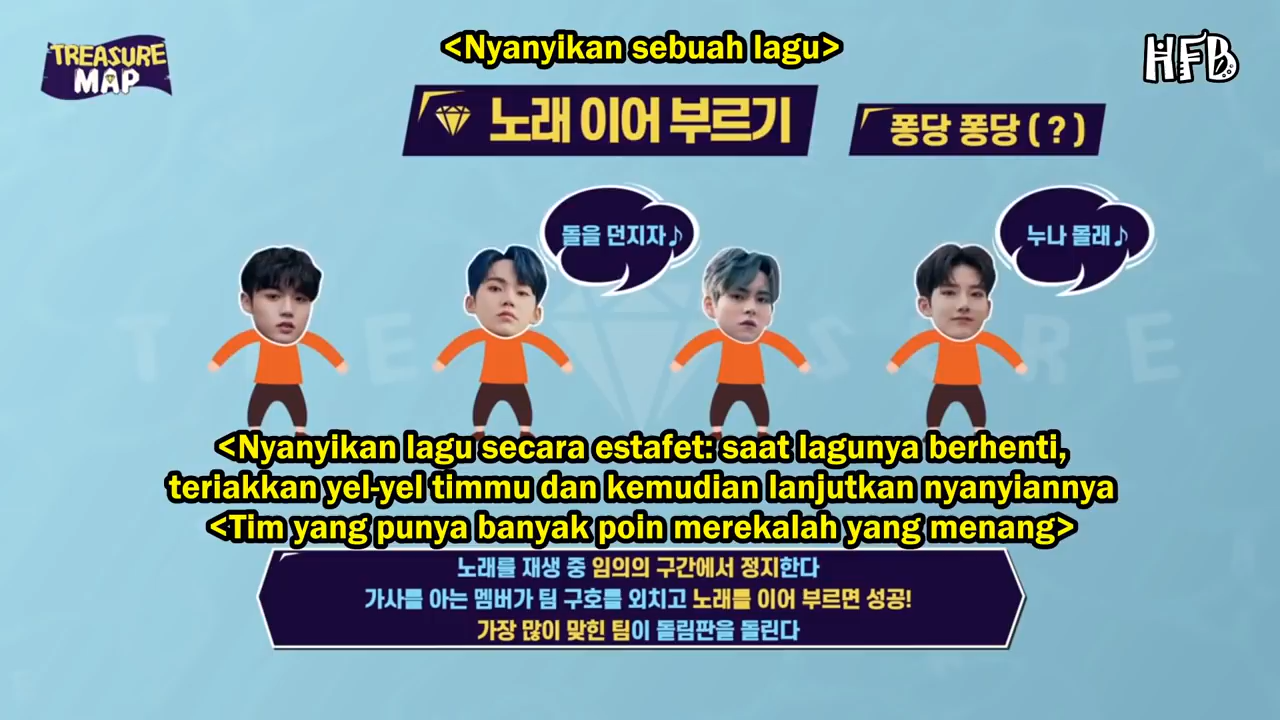 <Nyanyikan sebuah lagu>
TREASURE
MAP
HFB
노래 이어 부르기
퐁당 퐁당 ( ? )
돌을 던지자♪
누나 몰래♪
<Nyanyikan lagu secara estafet: saat lagunya berhenti,
teriakkan yel-yel timmu dan kemudian lanjutkan nyanyiannya
<Tim yang punya banyak poin merekalah yang menang>
노래를 재생 중 임의의 구간에서 정지한다
가사를 아는 멤버가 팀 구호를 외치고 노래를 이어 부르면 성공!
가장 많이 맞힌 팀이 돌림판을 돌린다